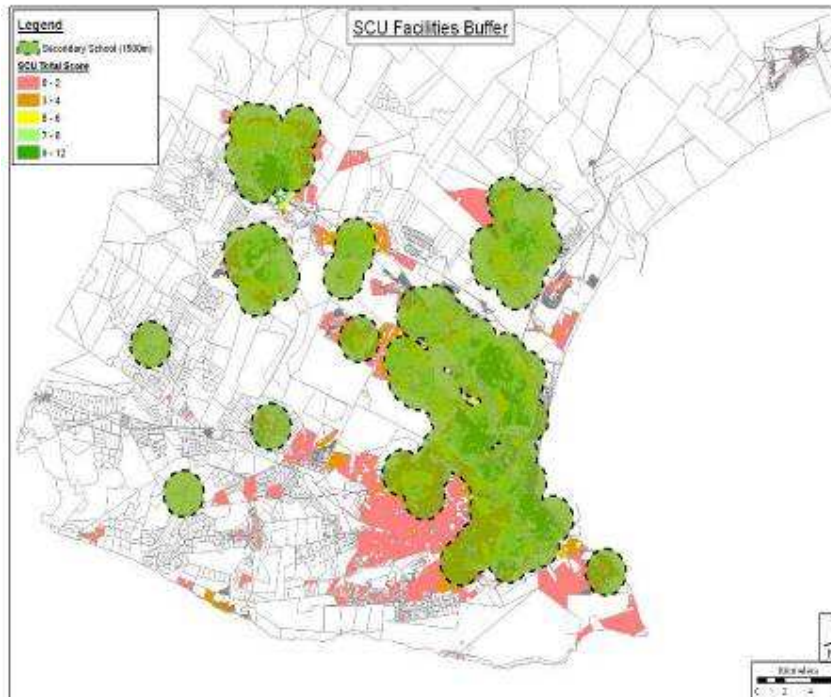 SCU Facilities Buffer
Legend
Secondary School (1500m)
SCU Total Score
0 - 2
3 - 4
5 - 6
7 - 8
9 - 12
Kilometers